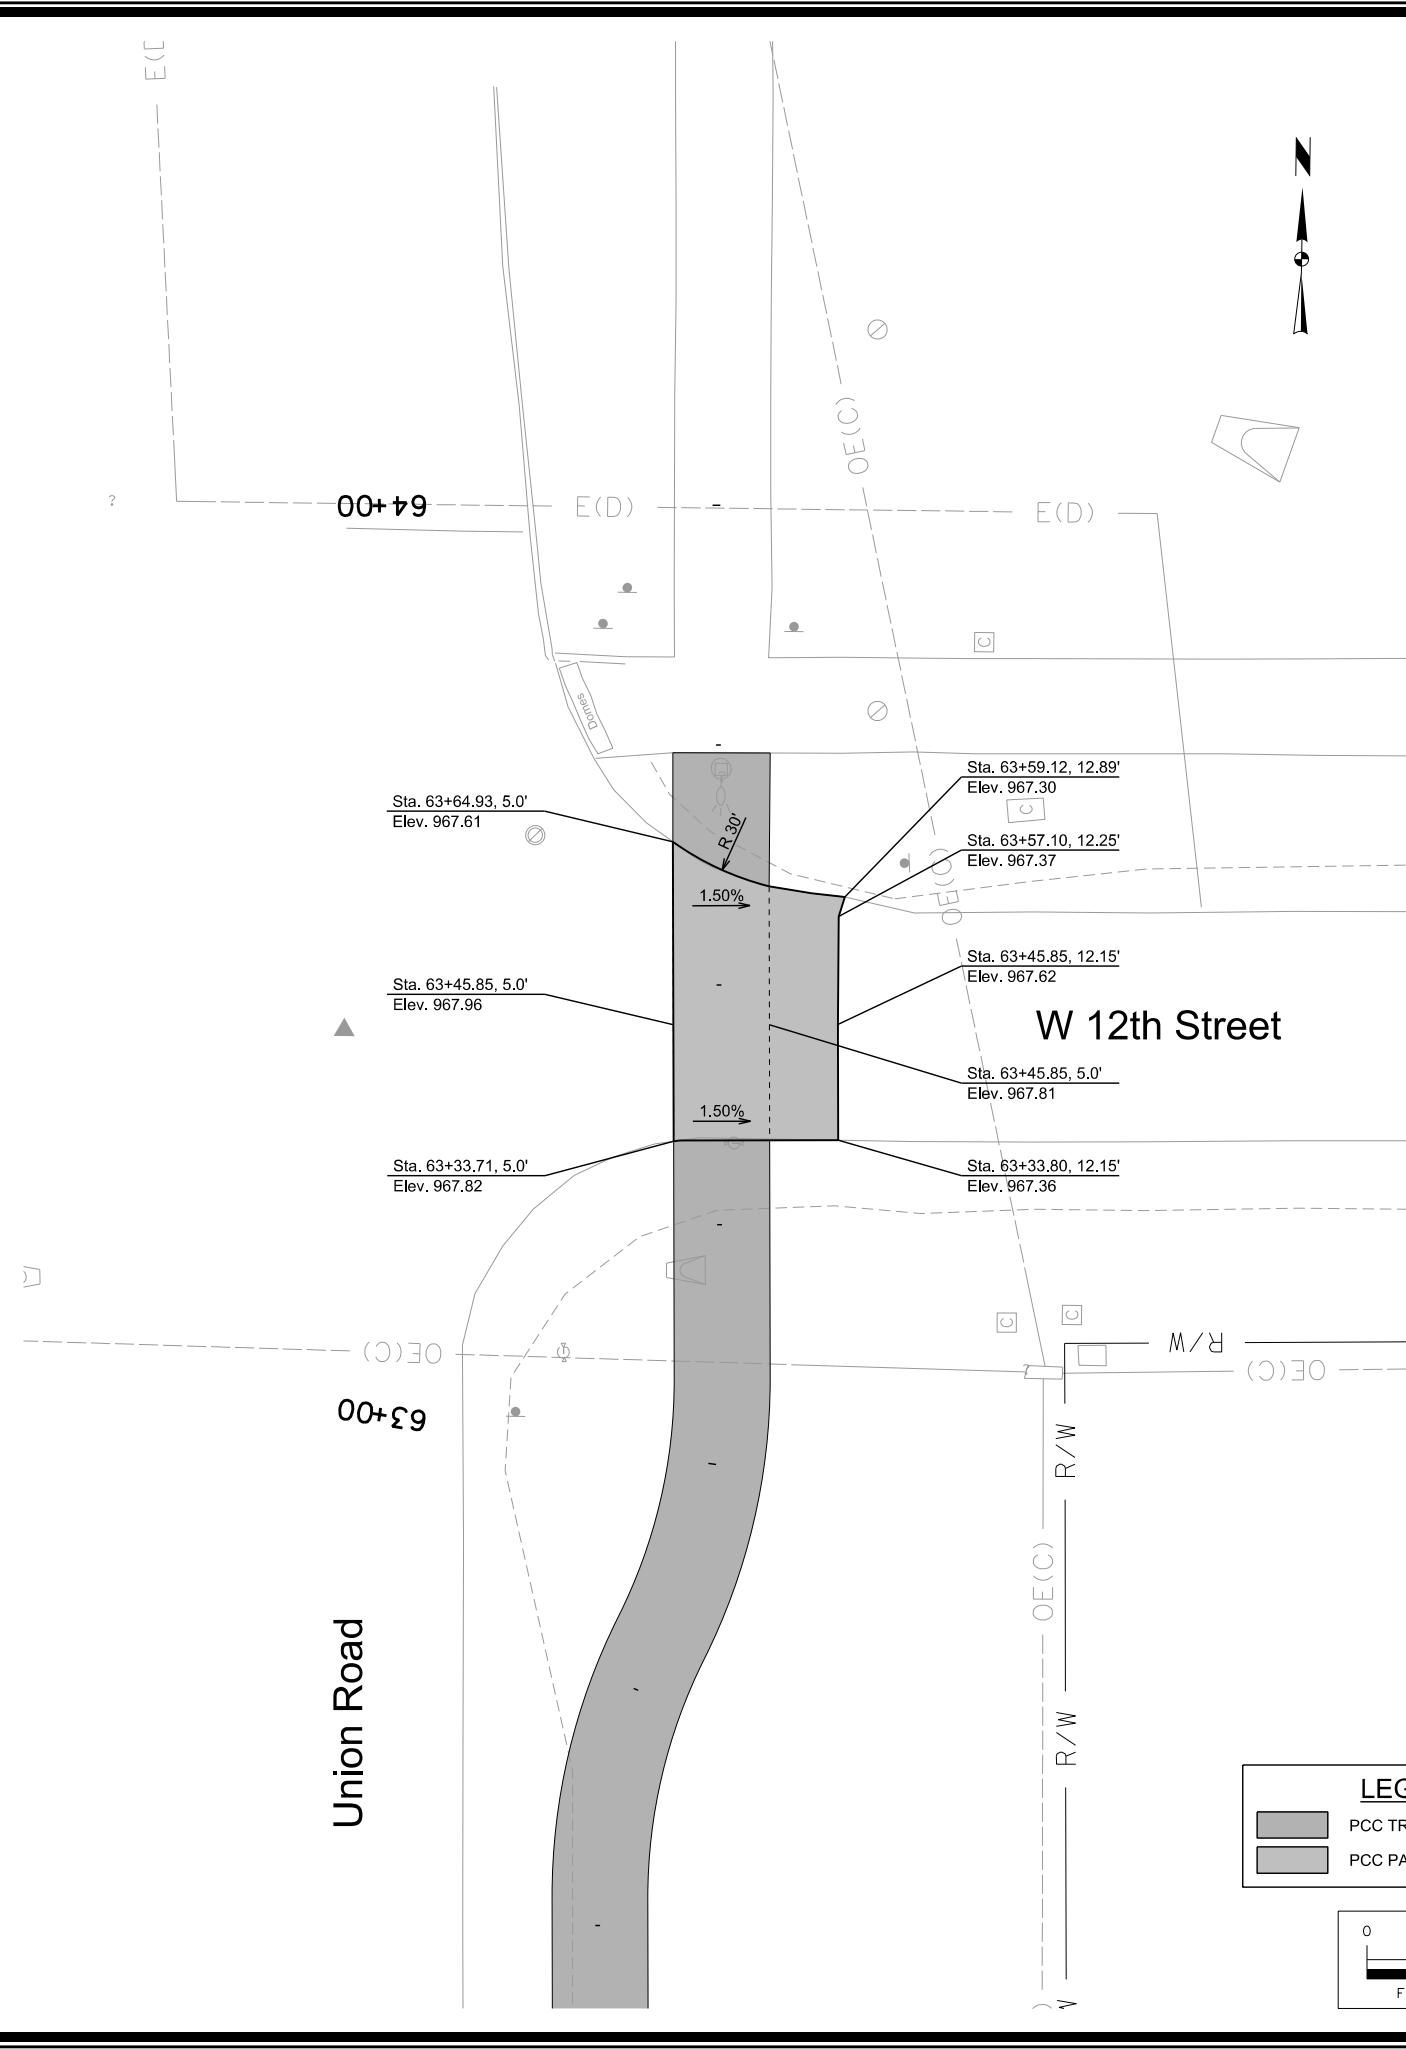 E(D
N
OE(C)
64+00
?
E(D)
E(D)
C
Domes
Sta. 63+59.12, 12.89'
Elev. 967.30
Sta. 63+64.93, 5.0'
Elev. 967.61
C
R 30'
Sta. 63+57.10, 12.25'
Elev. 967.37
OE(C)
1.50%
Sta. 63+45.85, 12.15'
Elev. 967.62
Sta. 63+45.85, 5.0'
Elev. 967.96
W 12th Street
Sta. 63+45.85, 5.0'
Elev. 967.81
1.50%
Sta. 63+33.71, 5.0'
Elev. 967.82
Sta. 63+33.80, 12.15'
Elev. 967.36
C
C
R/W
OE(C)
?
OE(C)
63+00
R/W
OE(C)
Union Road
R/W
LEG
PCC TR
PCC PA
0
F